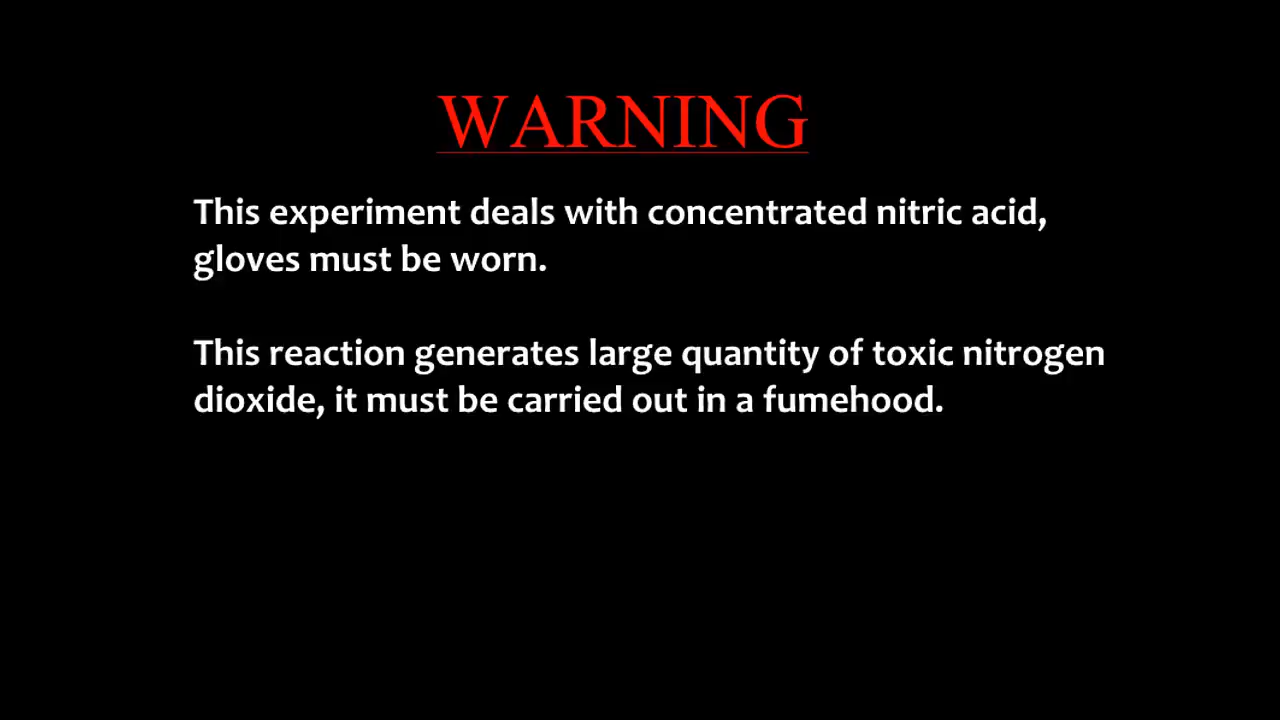 WARNING
This experiment deals with concentrated nitric acid,
gloves must be worn.
This reaction generates large quantity of toxic nitrogen
dioxide, it must be carried out in a fumehood.